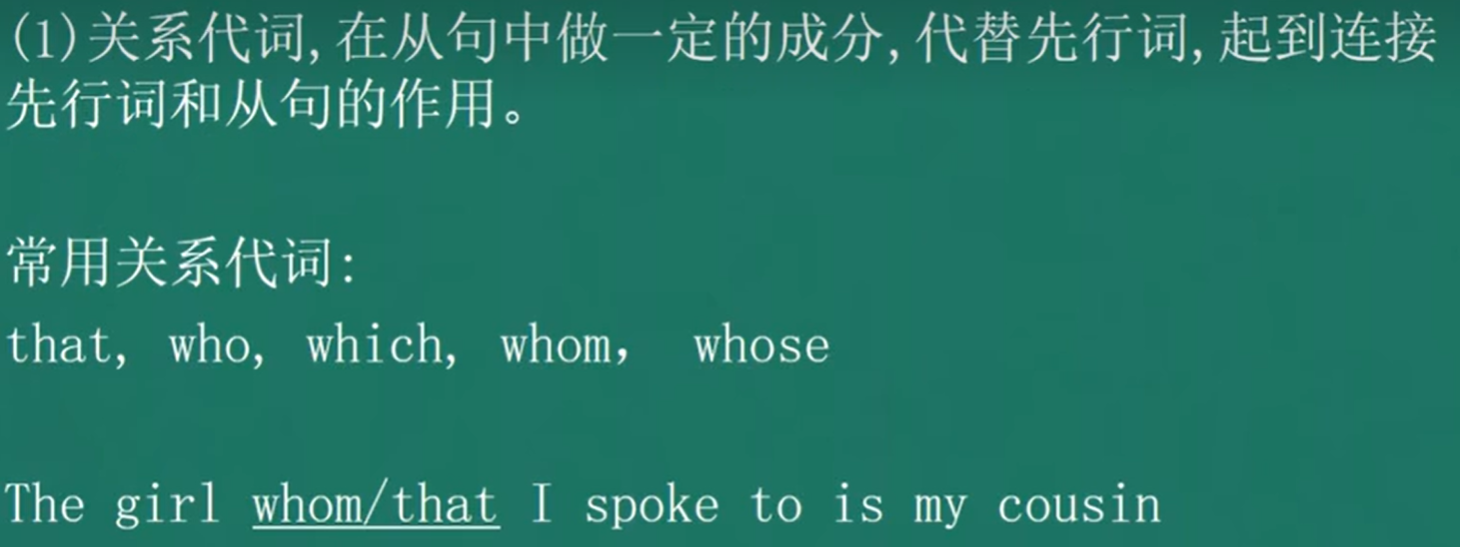 (1)关系代词,在从句中做一定的成分,代替先行词,起到连接
先行词和从句的作用。
常用关系代词:
that, who, which, whom， whose
The girl whom/that I spoke to is my cousin